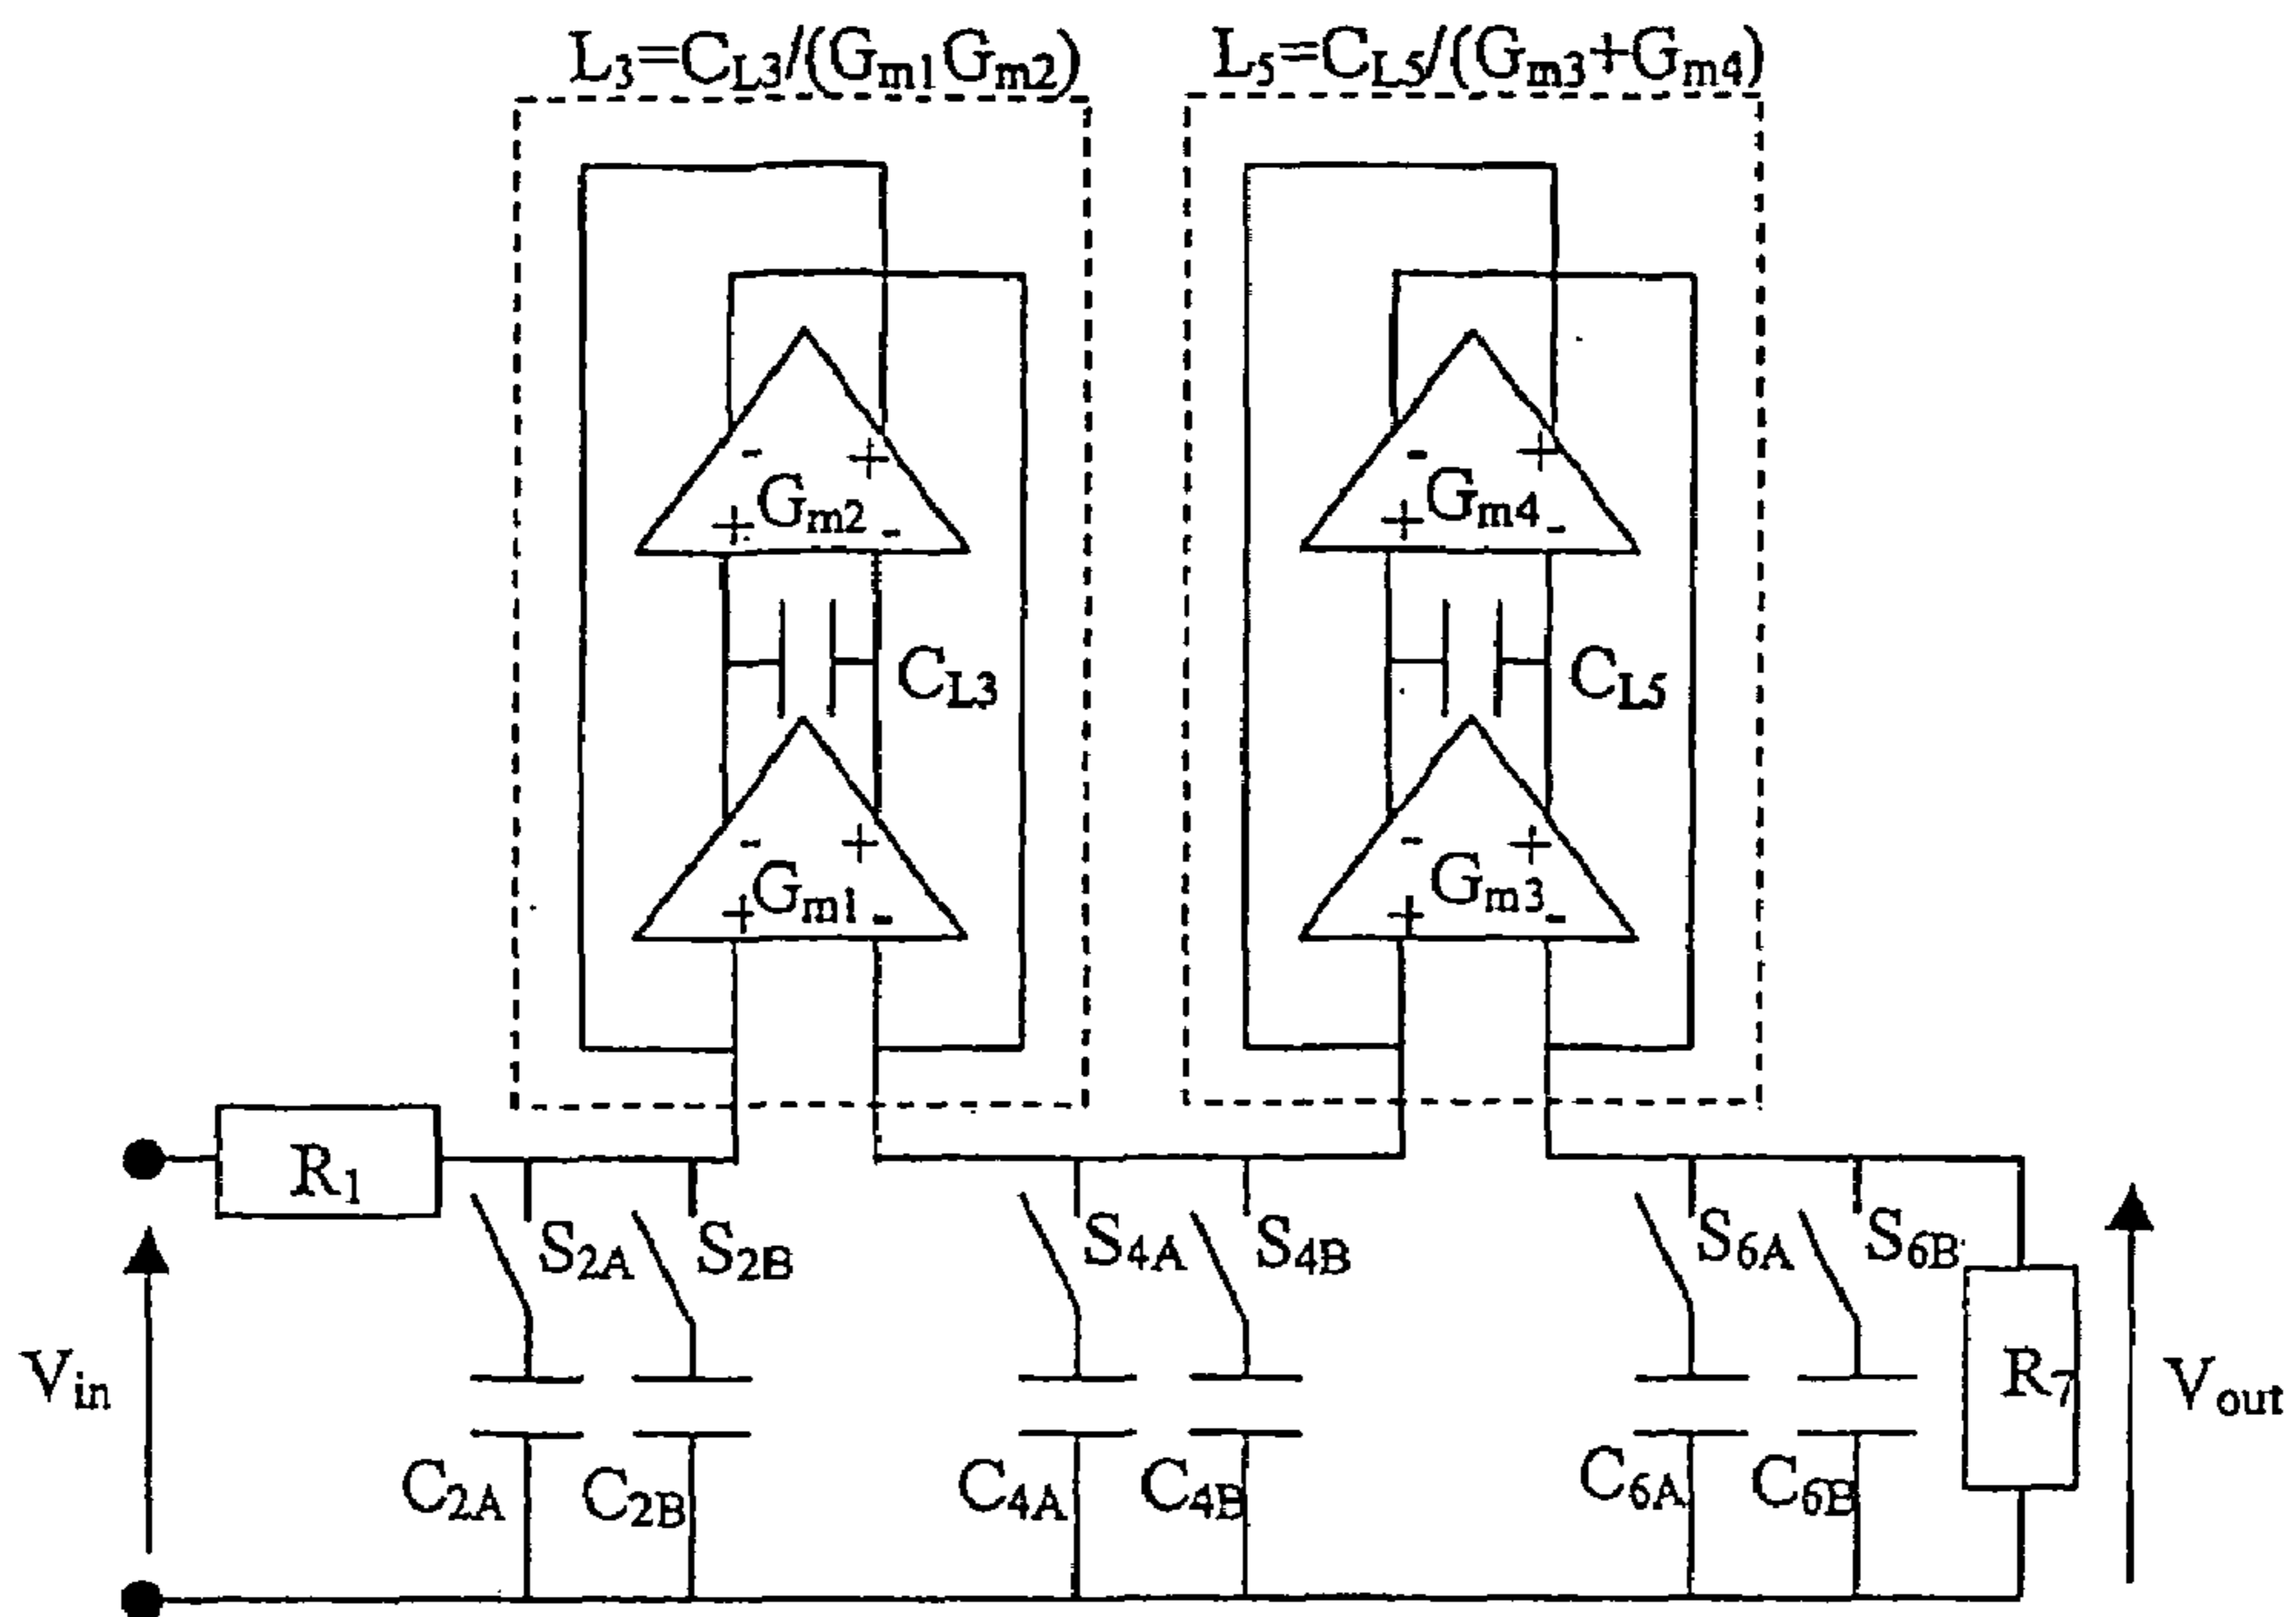 L3=CL3/(Gm1Gm2)
L5=CL5/(Gm3+Gm4)
- +
Gm2
+ -
- +
Gm4
+ -
CL3
CL5
- +
Gm1
+ -
- +
Gm3
+ -
R1
S2A
S2B
S4A
S4B
S6A
S6B
Vin
R7
Vout
C2A
C2B
C4A
C4B
C6A
C6B